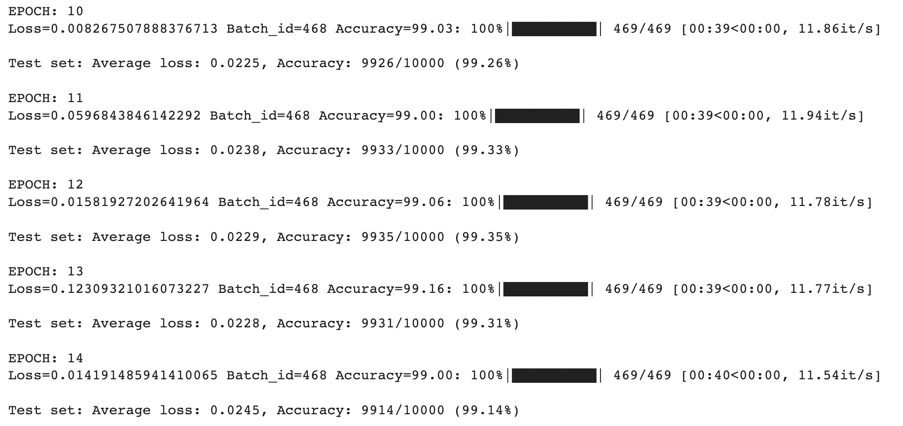 EPOCH: 10
Loss=0.008267507888376713 Batch_id=468 Accuracy=99.03: 100%|██████████| 469/469 [00:39<00:00, 11.86it/s]
Test set: Average loss: 0.0225, Accuracy: 9926/10000 (99.26%)
EPOCH: 11
Loss=0.0596843846142292 Batch_id=468 Accuracy=99.00: 100%|██████████| 469/469 [00:39<00:00, 11.94it/s]
Test set: Average loss: 0.0238, Accuracy: 9933/10000 (99.33%)
EPOCH: 12
Loss=0.01581927202641964 Batch_id=468 Accuracy=99.06: 100%|██████████| 469/469 [00:39<00:00, 11.78it/s]
Test set: Average loss: 0.0229, Accuracy: 9935/10000 (99.35%)
EPOCH: 13
Loss=0.12309321016073227 Batch_id=468 Accuracy=99.16: 100%|██████████| 469/469 [00:39<00:00, 11.77it/s]
Test set: Average loss: 0.0228, Accuracy: 9931/10000 (99.31%)
EPOCH: 14
Loss=0.014191485941410065 Batch_id=468 Accuracy=99.00: 100%|██████████| 469/469 [00:40<00:00, 11.54it/s]
Test set: Average loss: 0.0245, Accuracy: 9914/10000 (99.14%)